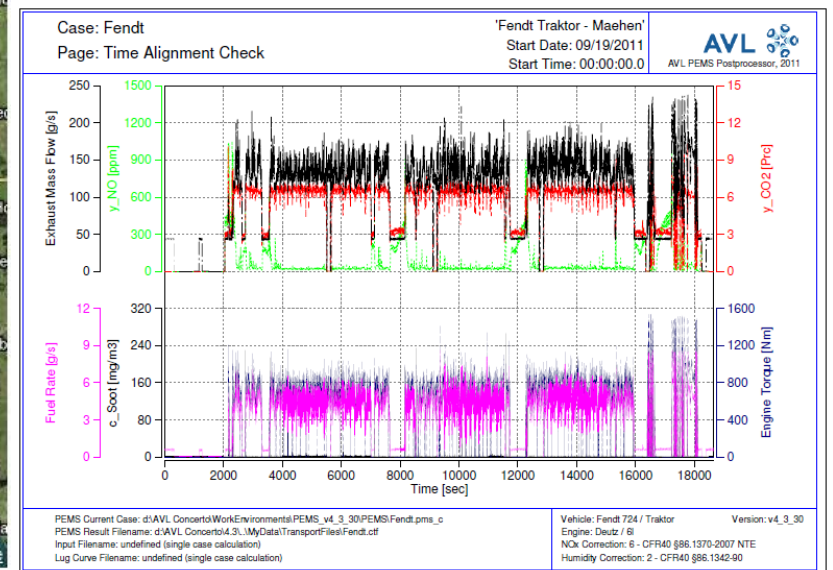 Case: Fendt
Page: Time Alignment Check
'Fendt Traktor - Maehen'
Start Date: 09/19/2011
Start Time: 00:00:00.0
AVL
AVL PEMS Postprocessor, 2011
Exhaust Mass Flow [g/s]
250
200
150
100
50
0
y_NO [ppm]
1500
1200
900
600
300
0
15
12
9
6
3
0
y_CO2 [Prc]
Fuel Rate [g/s]
12
9
6
3
0
c_Soot [mg/m3]
320
240
160
80
0
1600
1200
800
400
0
Engine Torque [Nm]
0 2000 4000 6000 8000 10000 12000 14000 16000 18000
Time [sec]
PEMS Current Case: d:\AVL Concerto\WorkEnvironments\PEMS_v4_3_30\PEMS\Fendt.pms_c
PEMS Result Filename: d:\AVL Concerto\4.3\..\MyData\TransportFiles\Fendt.ctf
Input Filename: undefined (single case calculation)
Lug Curve Filename: undefined (single case calculation)
Vehicle: Fendt 724 / Traktor Version: v4_3_30
Engine: Deutz / 6l
NOx Correction: 6 - CFR40 §86.1370-2007 NTE
Humidity Correction: 2 - CFR40 §86.1342-90